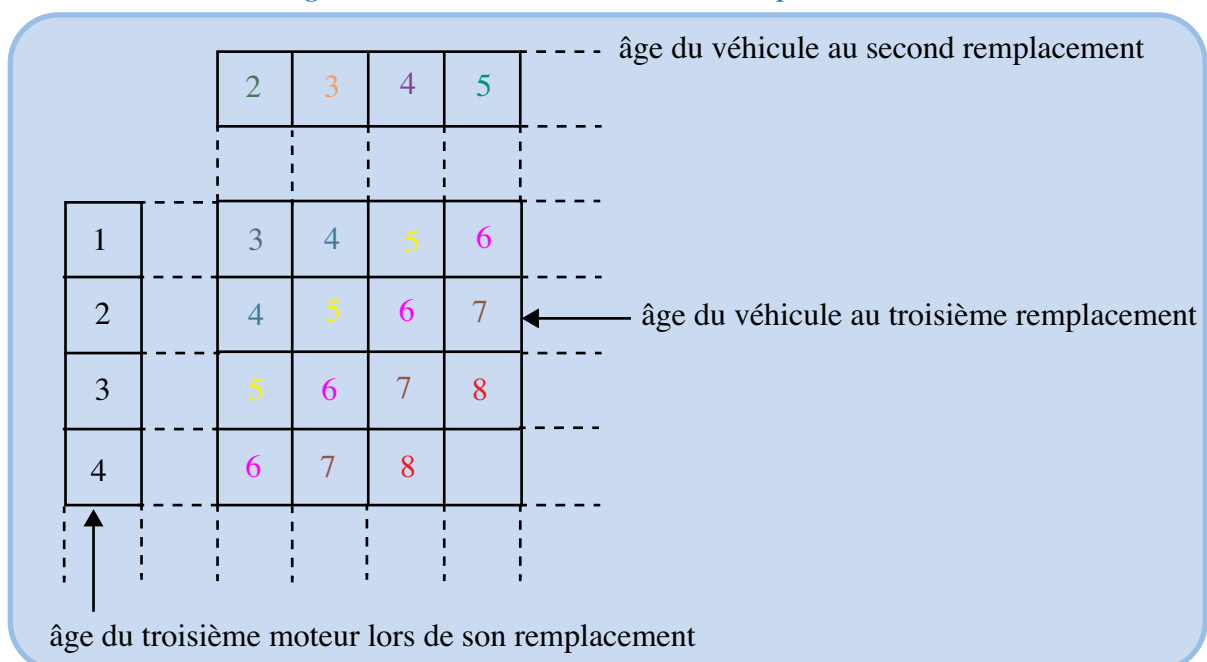 âge du véhicule au second remplacement
2 3 4 5
1 3 4 5 6
2 4 5 6 7
âge du véhicule au troisième remplacement
3 5 6 7 8
4 6 7 8
âge du troisième moteur lors de son remplacement